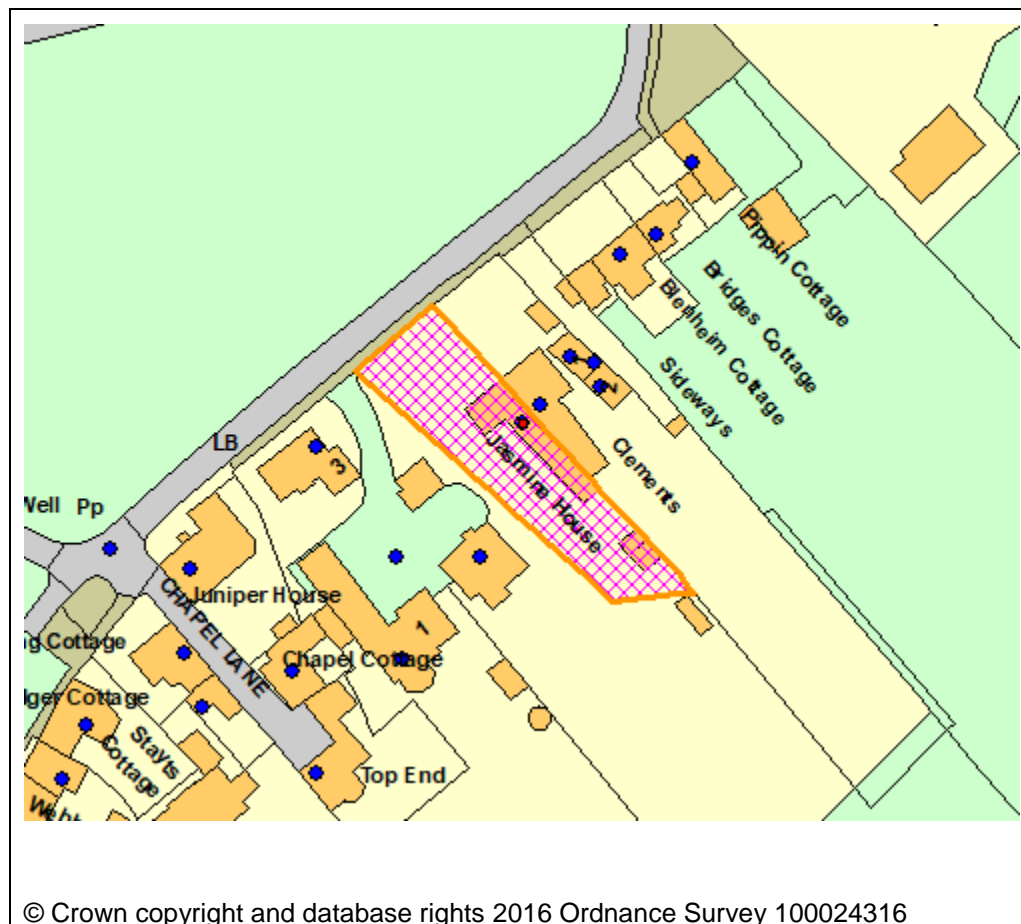 Pippin Cottage
Bridges Cottage
Blenheim Cottage
Sideways
2
Clements
Jasmine House
LB
3
Well Pp
CHAPEL LANE
Juniper House
1
Chapel Cottage
Cottage
Cottage
Stayts
Cottage
Top End
© Crown copyright and database rights 2016 Ordnance Survey 100024316